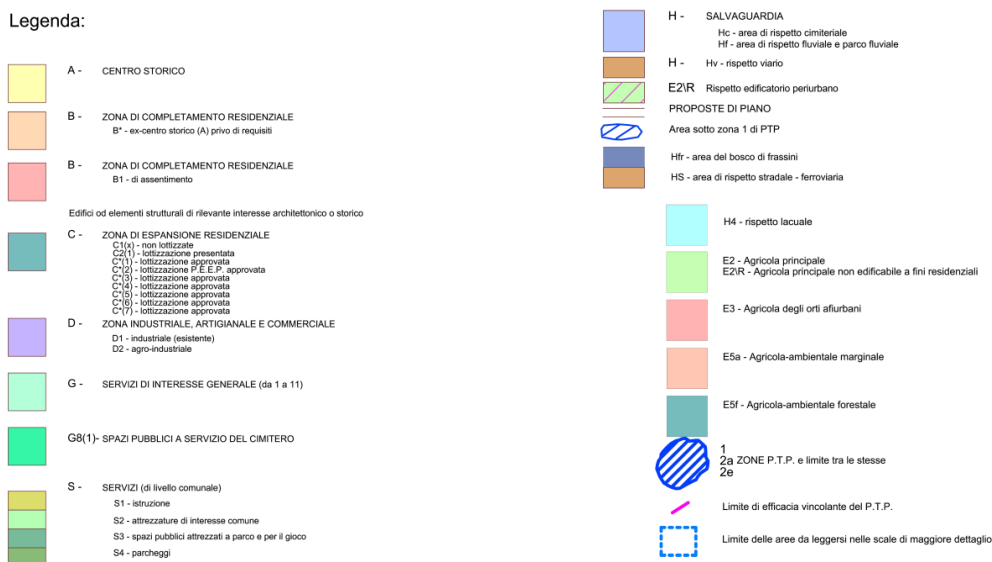 Legenda:
A - CENTRO STORICO
B - ZONA DI COMPLETAMENTO RESIDENZIALE
B* - ex-centro storico (A) privo di requisiti
B - ZONA DI COMPLETAMENTO RESIDENZIALE
B1 - di assentimento
Edifici od elementi strutturali di rilevante interesse architettonico o storico
C - ZONA DI ESPANSIONE RESIDENZIALE
C1(x) - non lottizzate
C2(1) - lottizzazione presentata
C*(1) - lottizzazione approvata
C*(2) - lottizzazione P.E.E.P. approvata
C*(3) - lottizzazione approvata
C*(4) - lottizzazione approvata
C*(5) - lottizzazione approvata
C*(6) - lottizzazione approvata
C*(7) - lottizzazione approvata
D - ZONA INDUSTRIALE, ARTIGIANALE E COMMERCIALE
D1 - industriale (esistente)
D2 - agro-industriale
G - SERVIZI DI INTERESSE GENERALE (da 1 a 11)
G8(1)- SPAZI PUBBLICI A SERVIZIO DEL CIMITERO
S - SERVIZI (di livello comunale)
S1 - istruzione
S2 - attrezzature di interesse comune
S3 - spazi pubblici attrezzati a parco e per il gioco
S4 - parcheggi
H - SALVAGUARDIA
Hc - area di rispetto cimiteriale
Hf - area di rispetto fluviale e parco fluviale
H - Hv - rispetto viario
E2\R Rispetto edificatorio periurbano
PROPOSTE DI PIANO
Area sotto zona 1 di PTP
Hfr - area del bosco di frassini
HS - area di rispetto stradale - ferroviaria
H4 - rispetto lacuale
E2 - Agricola principale
E2\R - Agricola principale non edificabile a fini residenziali
E3 - Agricola degli orti afiurbani
E5a - Agricola-ambientale marginale
E5f - Agricola-ambientale forestale
1
2a ZONE P.T.P. e limite tra le stesse
2e
Limite di efficacia vincolante del P.T.P.
Limite delle aree da leggersi nelle scale di maggiore dettaglio